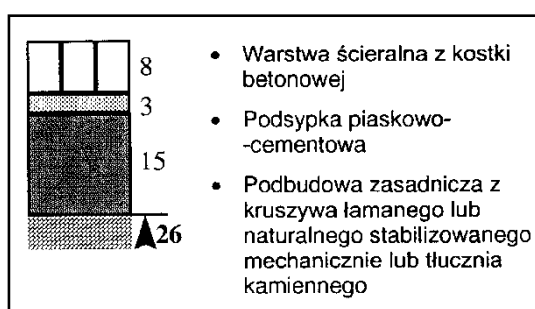 8
3
15
26
• Warstwa ścieralna z kostki
betonowej
• Podsypka piaskowo-
-cementowa
• Podbudowa zasadnicza z
kruszywa łamanego lub
naturalnego stabilizowanego
mechanicznie lub tłucznia
kamiennego